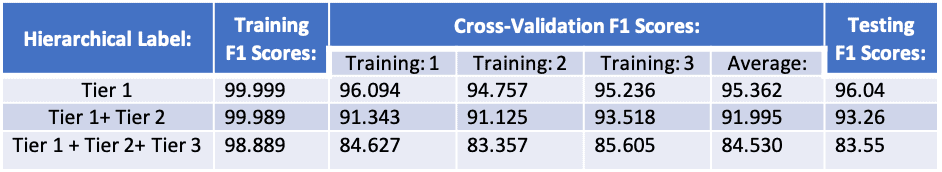 Hierarchical Label: Training F1 Scores: Cross-Validation F1 Scores: Testing F1 Scores:
Training: 1 Training: 2 Training: 3 Average:
Tier 1 99.999 96.094 94.757 95.236 95.362 96.04
Tier 1+ Tier 2 99.989 91.343 91.125 93.518 91.995 93.26
Tier 1 + Tier 2+ Tier 3 98.889 84.627 83.357 85.605 84.530 83.55